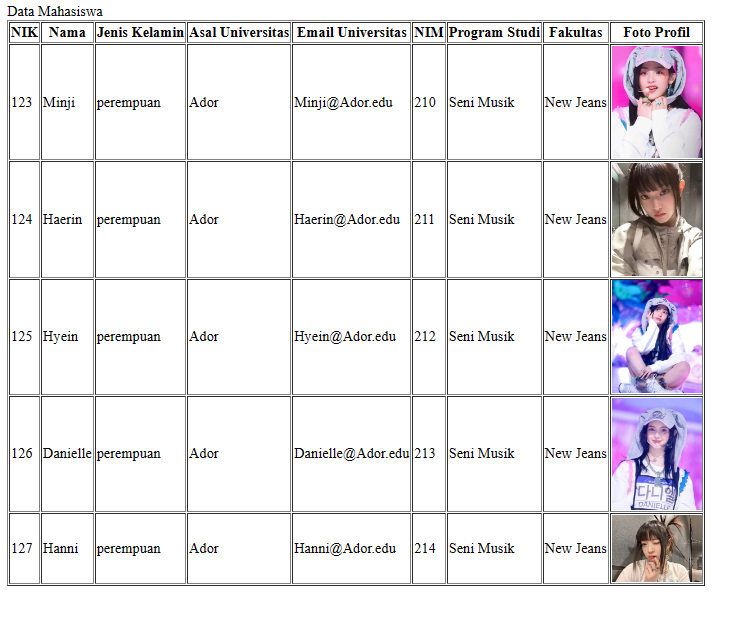 Data Mahasiswa
NIK Nama Jenis Kelamin Asal Universitas Email Universitas NIM Program Studi Fakultas Foto Profil
123 Minji perempuan Ador Minji@Ador.edu 210 Seni Musik New Jeans
124 Haerin perempuan Ador Haerin@Ador.edu 211 Seni Musik New Jeans
125 Hyein perempuan Ador Hyein@Ador.edu 212 Seni Musik New Jeans
126 Danielle perempuan Ador Danielle@Ador.edu 213 Seni Musik New Jeans
다니엘
DANIELLE
127 Hanni perempuan Ador Hanni@Ador.edu 214 Seni Musik New Jeans